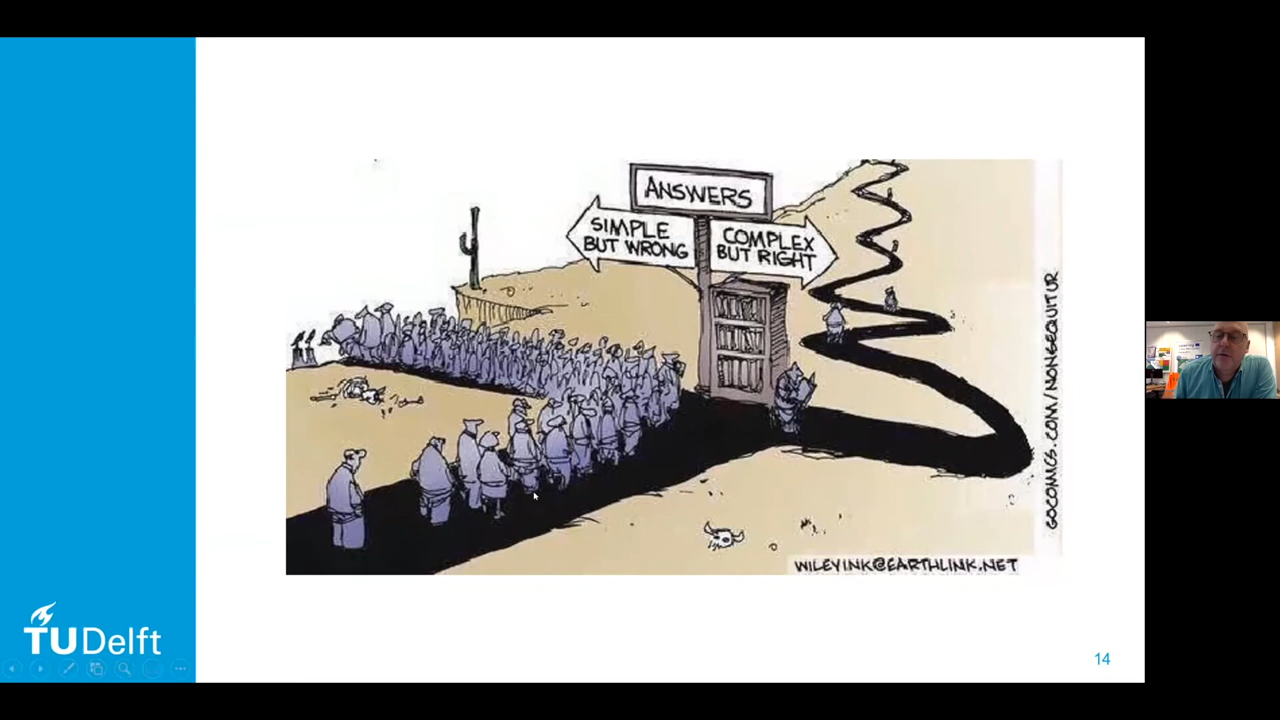 ANSWERS
SIMPLE
BUT WRONG
COMPLEX
BUT RIGHT
GOCOMICS.COM/NONSEQUITUR
WILEYINK@EARTHLINK.NET
TUDelft
14